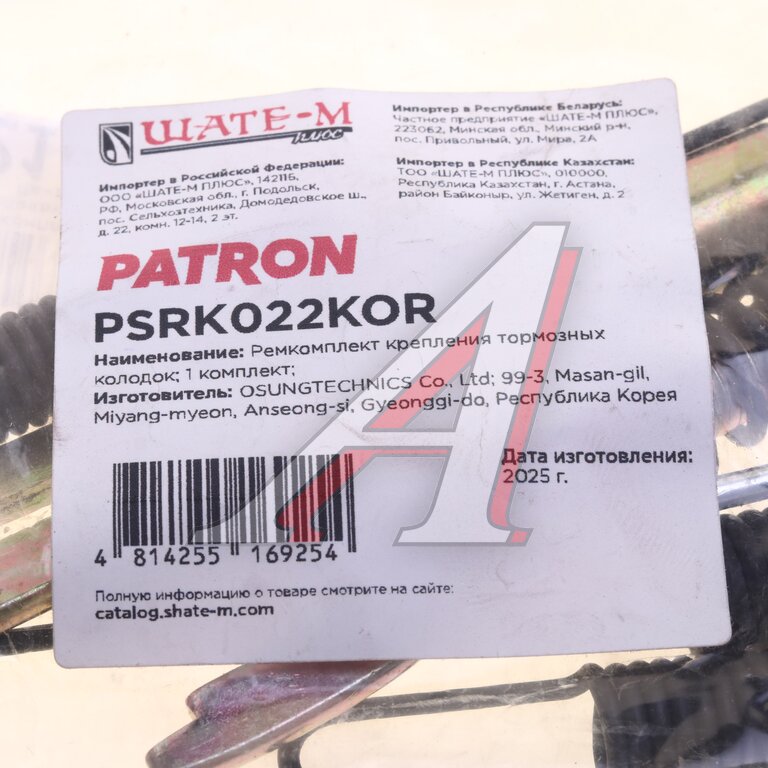 ШАТЕ-М
ПЛЮС
Импортер в Российской Федерации:
ООО «ШАТЕ-М ПЛЮС», 142116,
РФ, Московская обл., г. Подольск,
пос. Сельхозтехника, Домодедовское ш.,
д. 22, комн. 12-14, 2 эт.
Импортер в Республике Беларусь:
Частное предприятие «ШАТЕ-М ПЛЮС»,
223062, Минская обл., Минский р-н,
пос. Привольный, ул. Мира, 2А
Импортер в Республике Казахстан:
ТОО «ШАТЕ-М ПЛЮС», 010000,
Республика Казахстан, г. Астана,
район Байконыр, ул. Жетиген, д. 2
PATRON
PSRK022KOR
Наименование: Ремкомплект крепления тормозных
колодок; 1 комплект;
Изготовитель: OSUNGTECHNICS Co., Ltd; 99-3, Masan-gil,
Miyang-myeon, Anseong-si, Gyeonggi-do, Республика Корея
Дата изготовления:
2025 г.
4 814255 169254
Полную информацию о товаре смотрите на сайте:
catalog.shate-m.com